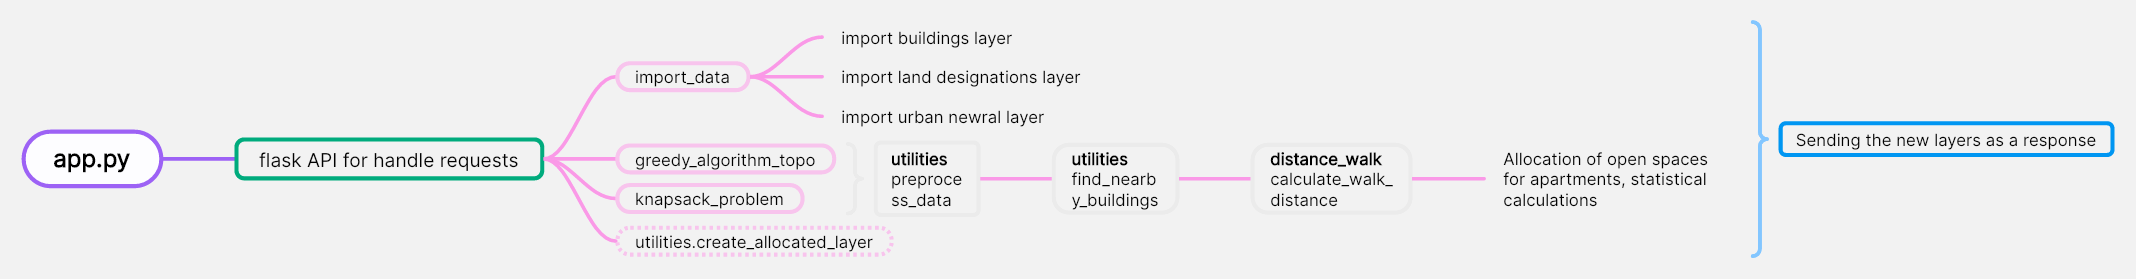 app.py
flask API for handle requests
import_data
import buildings layer
import land designations layer
import urban newral layer
greedy_algorithm_topo
knapsack_problem
utilities.create_allocated_layer
utilities
preproce
ss_data
utilities
find_nearb
y_buildings
distance_walk
calculate_walk_
distance
Allocation of open spaces
for apartments, statistical
calculations
Sending the new layers as a response